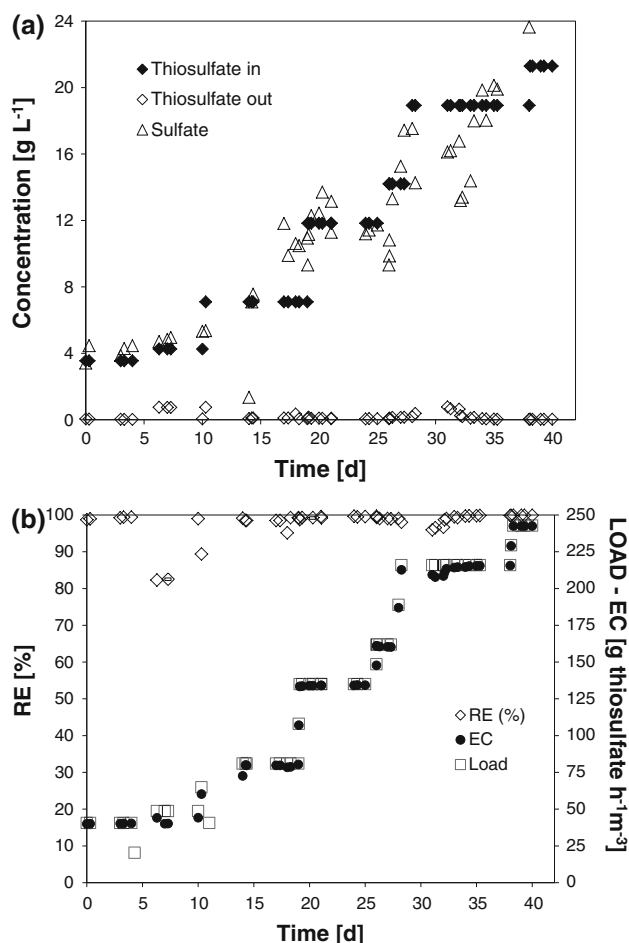 (a)
24
20
16
12
8
4
0
Concentration [g L-1]
Thiosulfate in
Thiosulfate out
Sulfate
0 5 10 15 20 25 30 35 40
Time [d]
(b)
100
90
80
70
60
50
40
30
20
10
0
RE [%]
250
225
200
175
150
125
100
75
50
25
0
LOAD - EC [g thiosulfate h-1m-3]
RE (%)
EC
Load
0 5 10 15 20 25 30 35 40
Time [d]